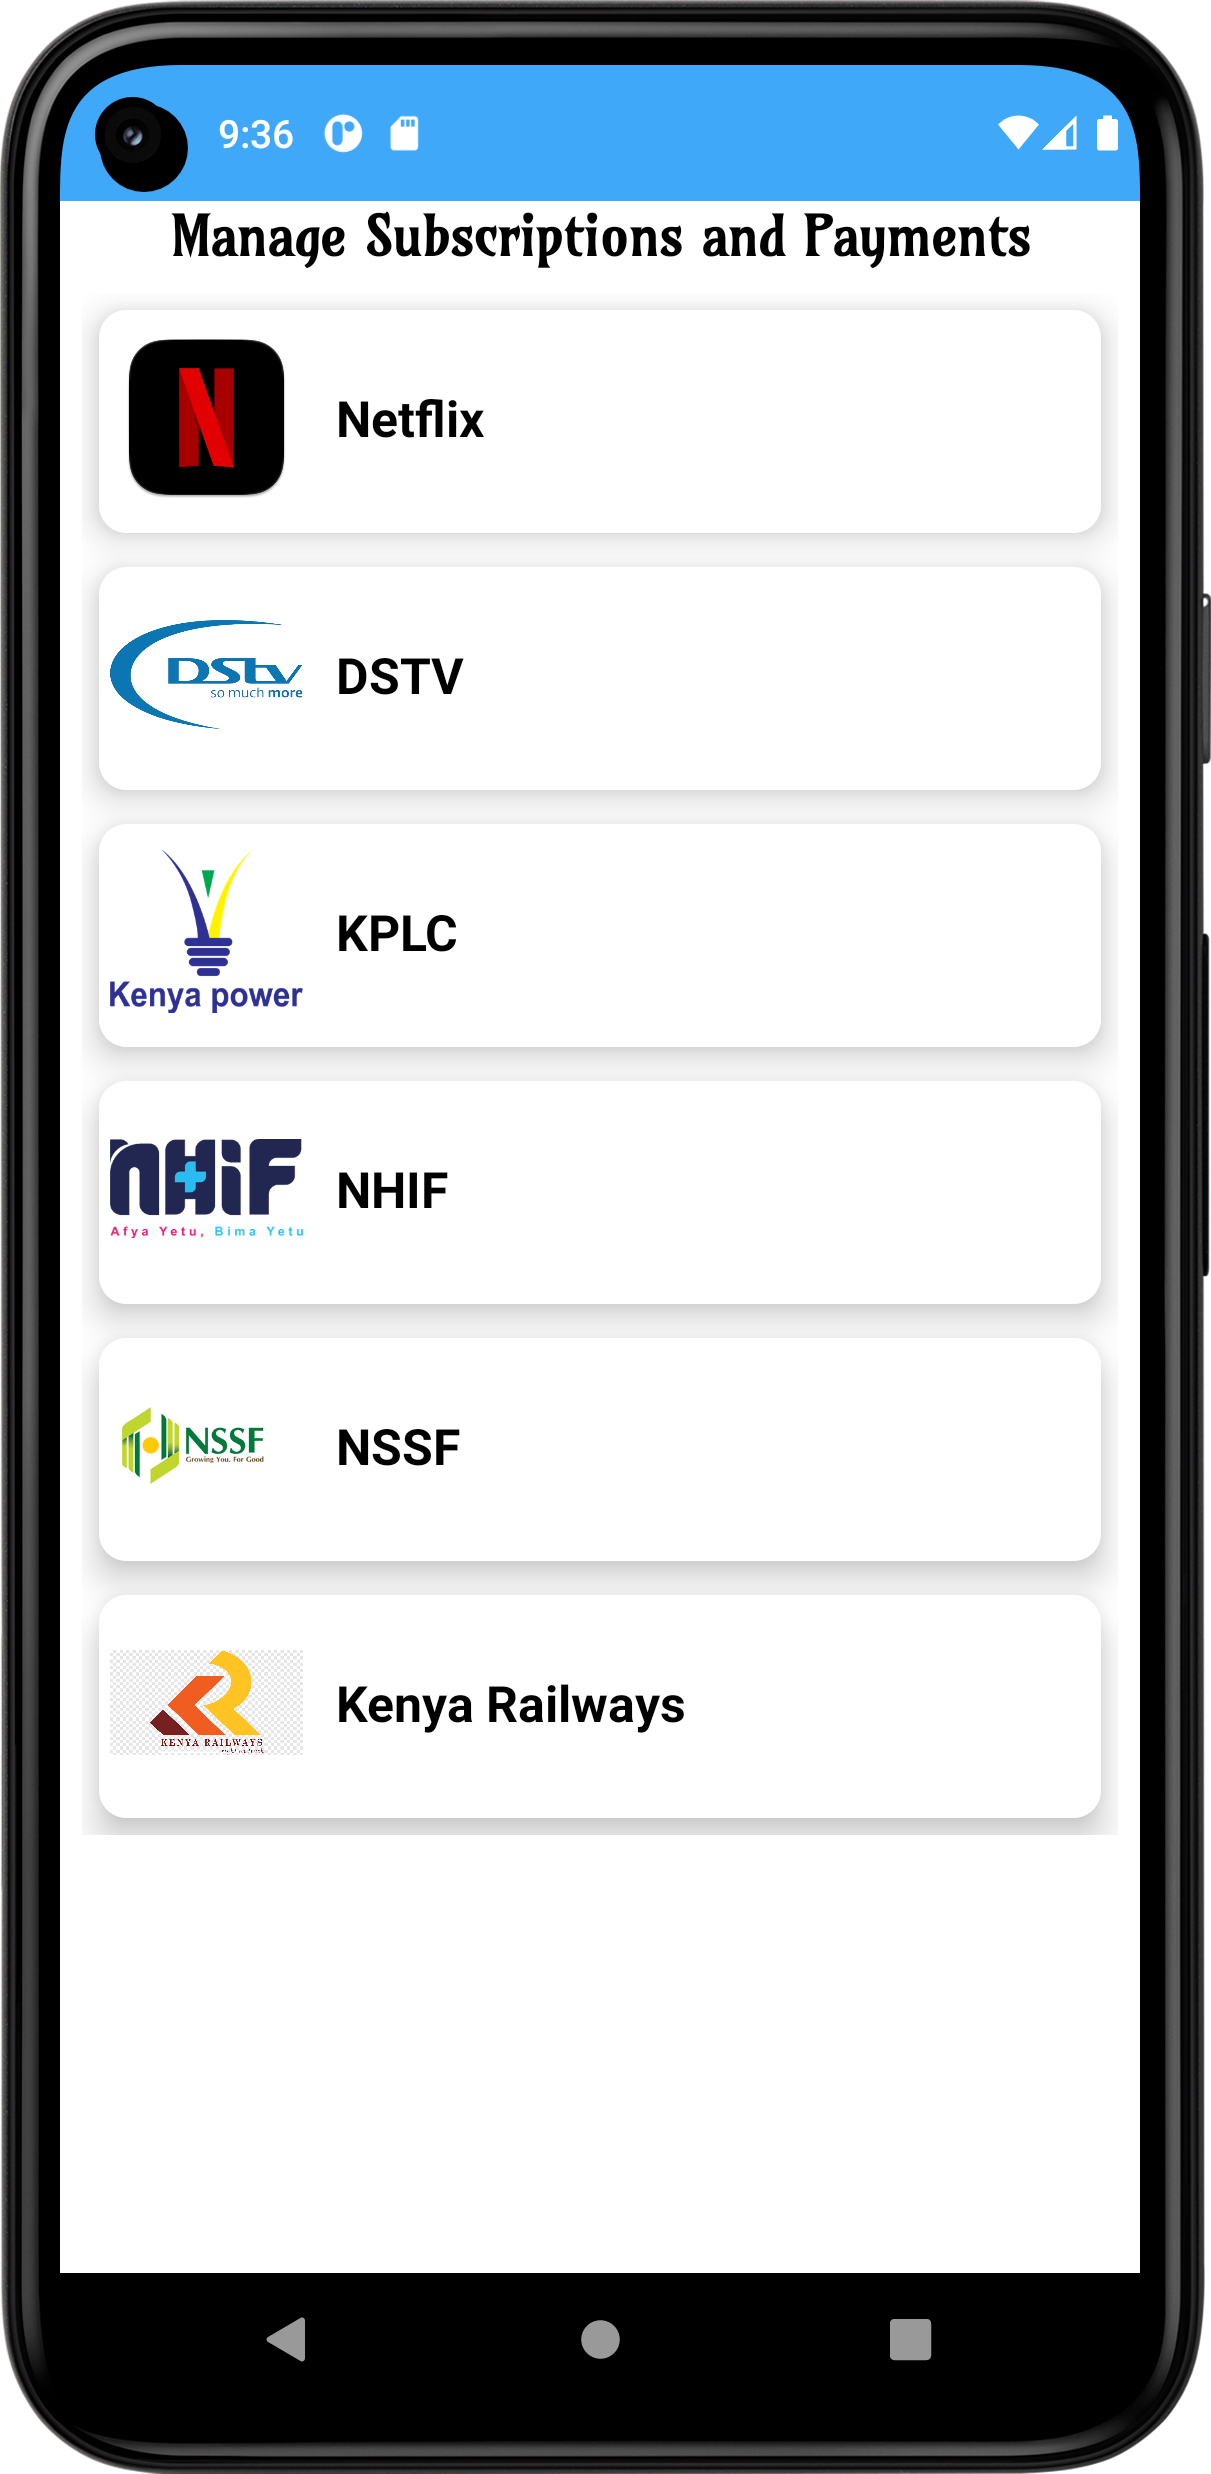 9:36
Manage Subscriptions and Payments
Netflix
DStv
so much more
DSTV
Kenya power
KPLC
nHiF
Afya Yetu, Bima Yetu
NHIF
NSSF
Growing You. For Good
NSSF
KENYA RAILWAYS
Kenya Railways